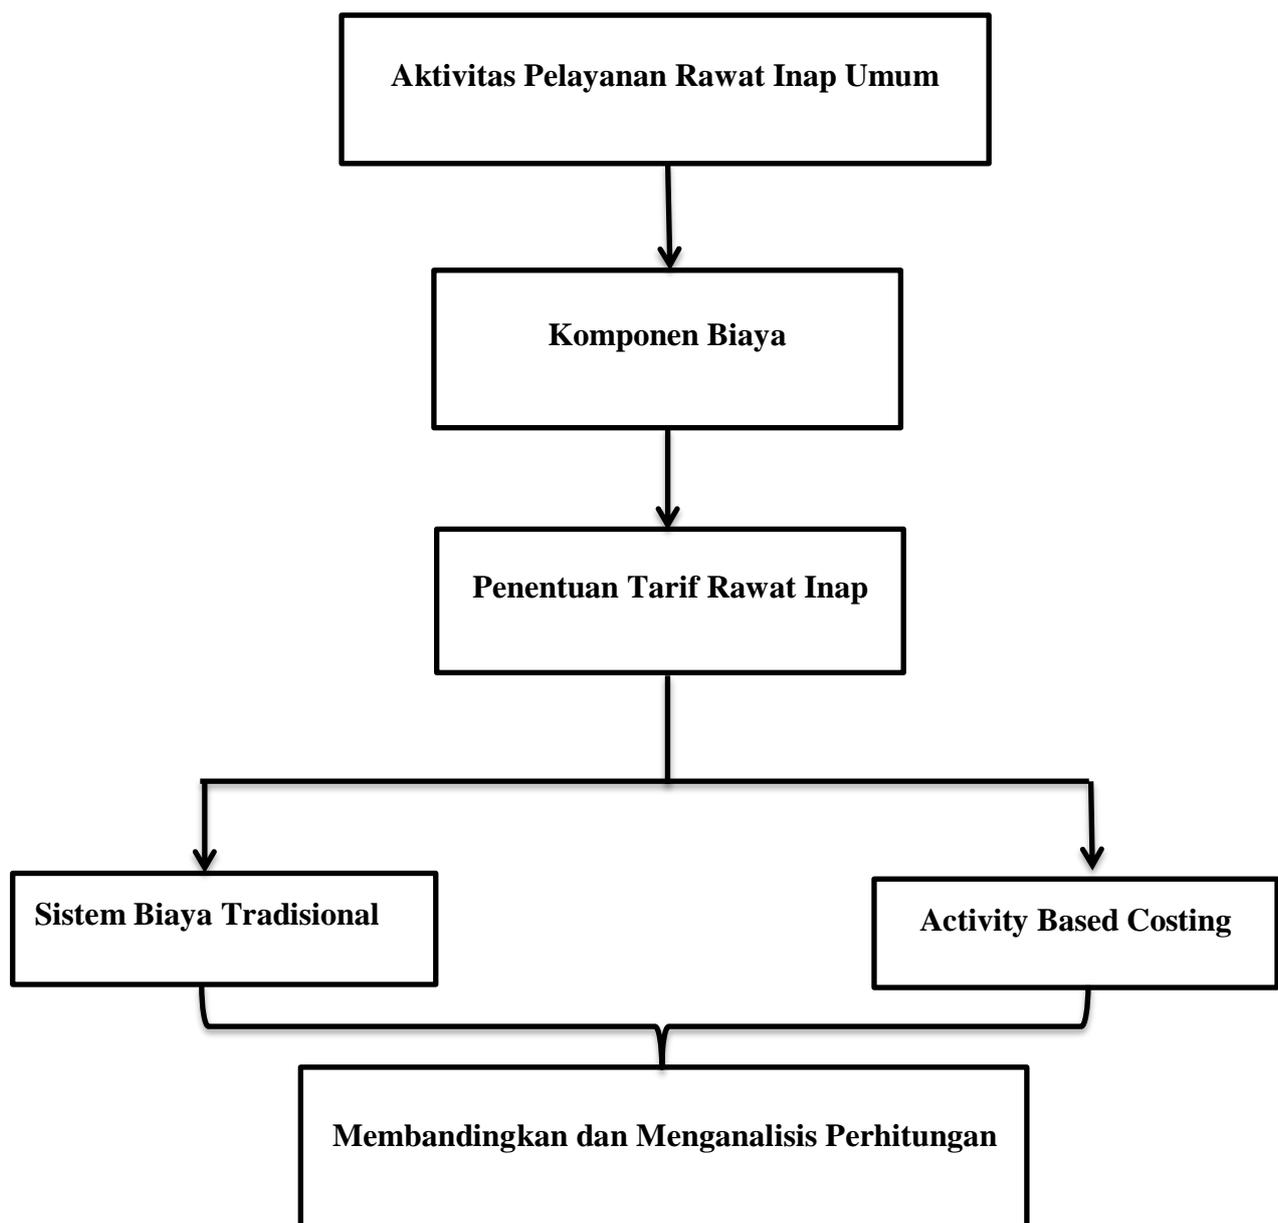 Aktivitas Pelayanan Rawat Inap Umum
Komponen Biaya
Penentuan Tarif Rawat Inap
Sistem Biaya Tradisional
Activity Based Costing
Membandingkan dan Menganalisis Perhitungan